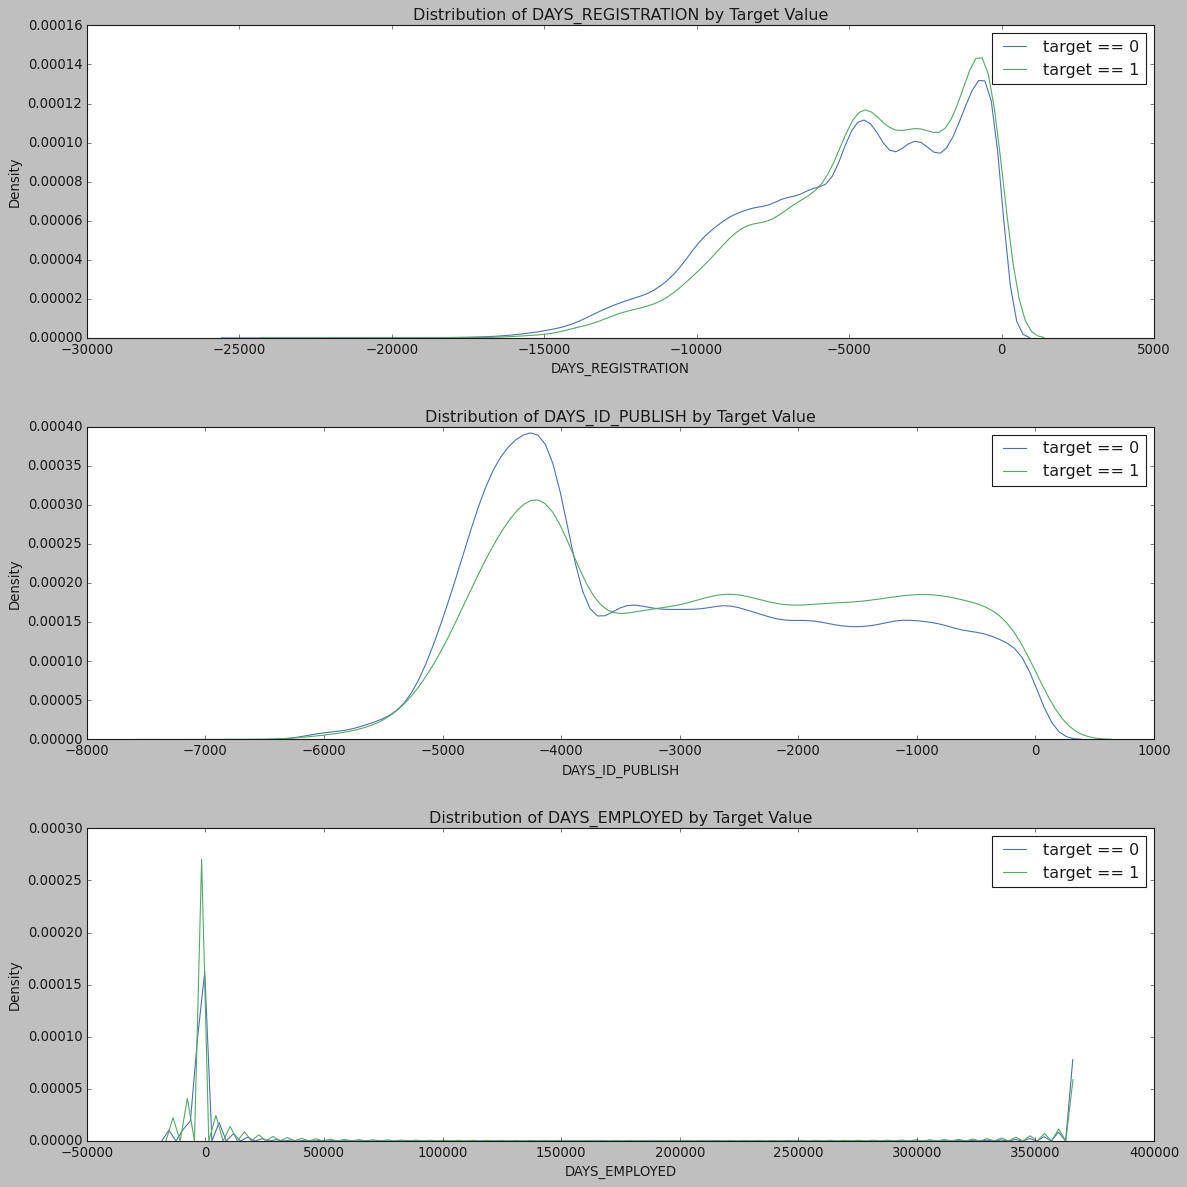 Distribution of DAYS_REGISTRATION by Target Value
0.00016
0.00014
0.00012
0.00010
0.00008
0.00006
0.00004
0.00002
0.00000
Density
target == 0
target == 1
−30000 −25000 −20000 −15000 −10000 −5000 0 5000
DAYS_REGISTRATION
Distribution of DAYS_ID_PUBLISH by Target Value
0.00040
0.00035
0.00030
0.00025
0.00020
0.00015
0.00010
0.00005
0.00000
Density
target == 0
target == 1
−8000 −7000 −6000 −5000 −4000 −3000 −2000 −1000 0 1000
DAYS_ID_PUBLISH
Distribution of DAYS_EMPLOYED by Target Value
0.00030
0.00025
0.00020
0.00015
0.00010
0.00005
0.00000
Density
target == 0
target == 1
−50000 0 50000 100000 150000 200000 250000 300000 350000 400000
DAYS_EMPLOYED